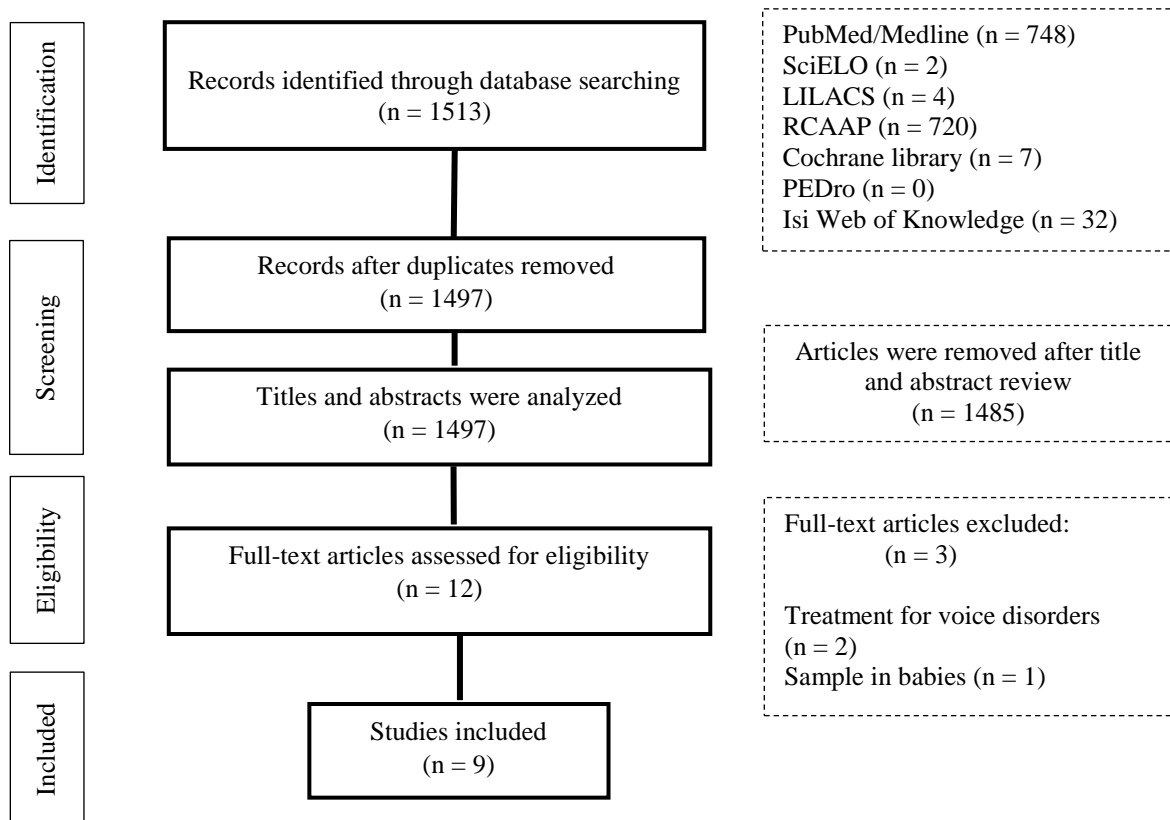 Identification
Records identified through database searching
(n = 1513)
PubMed/Medline (n = 748)
SciELO (n = 2)
LILACS (n = 4)
RCAAP (n = 720)
Cochrane library (n = 7)
PEDro (n = 0)
Isi Web of Knowledge (n = 32)
Screening
Records after duplicates removed
(n = 1497)
Titles and abstracts were analyzed
(n = 1497)
Articles were removed after title
and abstract review
(n = 1485)
Eligibility
Full-text articles assessed for eligibility
(n = 12)
Full-text articles excluded:
(n = 3)
Treatment for voice disorders
(n = 2)
Sample in babies (n = 1)
Included
Studies included
(n = 9)